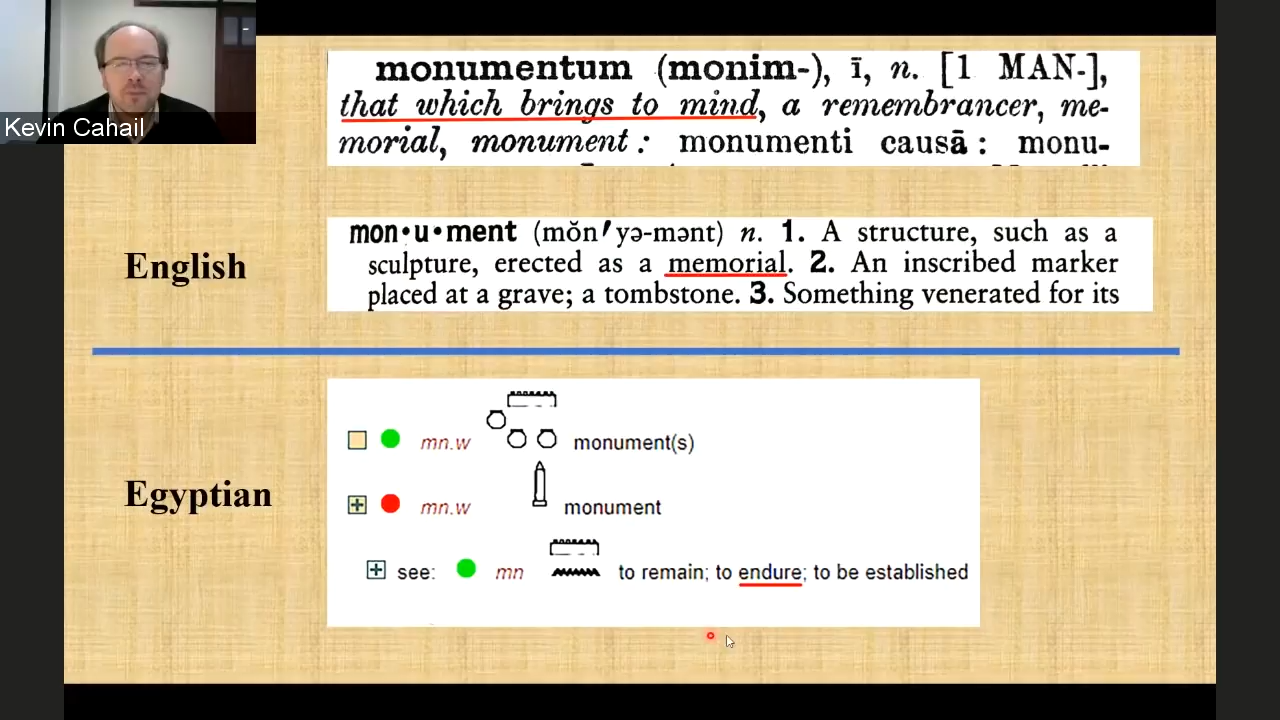 Kevin Cahail
monumentum (monim-), ī, n. [1 MAN-],
that which brings to mind, a remembrancer, me-
morial, monument: monumenti causā: monu-
English
mon•u•ment (mŏn′yə-mənt) n. 1. A structure, such as a
sculpture, erected as a memorial. 2. An inscribed marker
placed at a grave; a tombstone. 3. Something venerated for its
Egyptian
mn.w 𓏠𓏌𓏌𓏌 monument(s)
mn.w 𓉶 monument
see: mn 𓏠𓈖 to remain; to endure; to be established